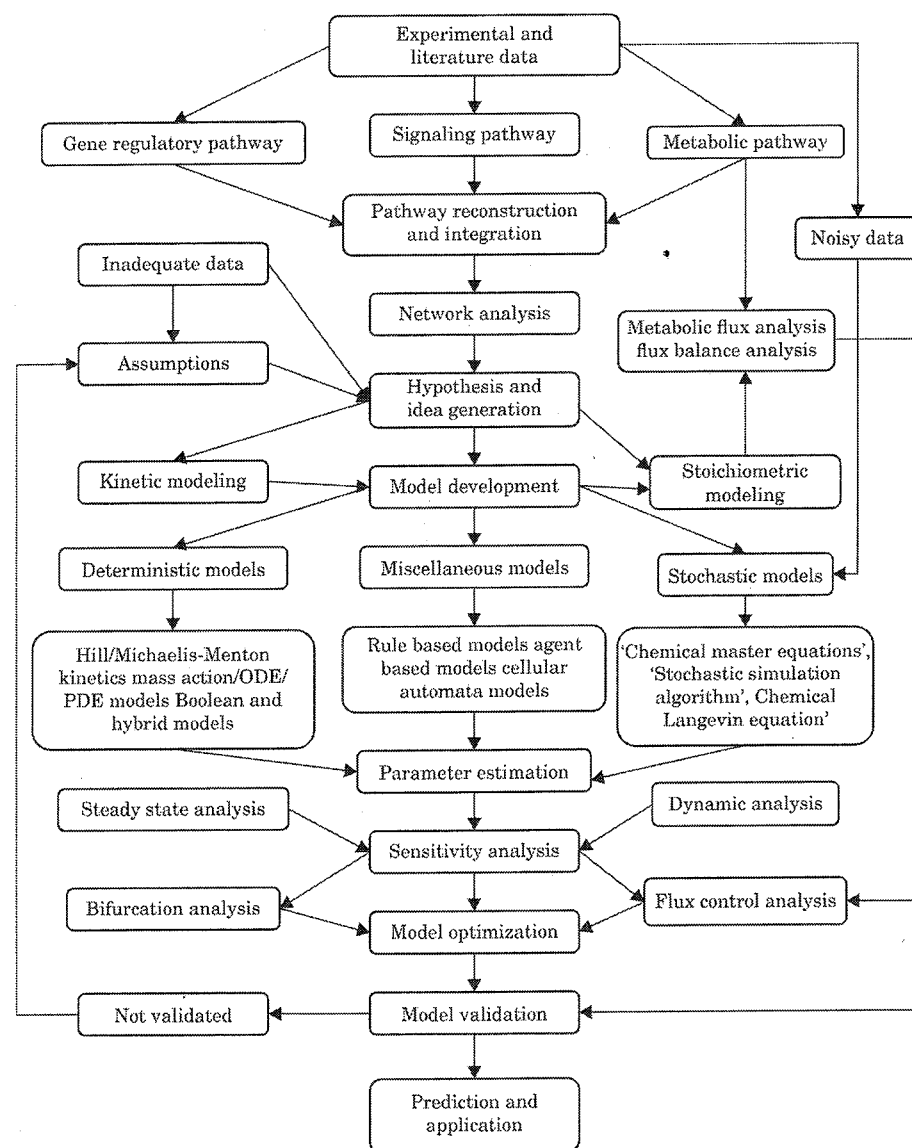 Experimental and
literature data
Gene regulatory pathway
Signaling pathway
Metabolic pathway
Pathway reconstruction
and integration
Noisy data
Inadequate data
Network analysis
Metabolic flux analysis
flux balance analysis
Assumptions
Hypothesis and
idea generation
Kinetic modeling
Model development
Stoichiometric
modeling
Deterministic models
Miscellaneous models
Stochastic models
Hill/Michaelis-Menton
kinetics mass action/ODE/
PDE models Boolean and
hybrid models
Rule based models agent
based models cellular
automata models
'Chemical master equations',
'Stochastic simulation
algorithm', Chemical
Langevin equation'
Parameter estimation
Steady state analysis
Dynamic analysis
Sensitivity analysis
Bifurcation analysis
Flux control analysis
Model optimization
Not validated
Model validation
Prediction and
application